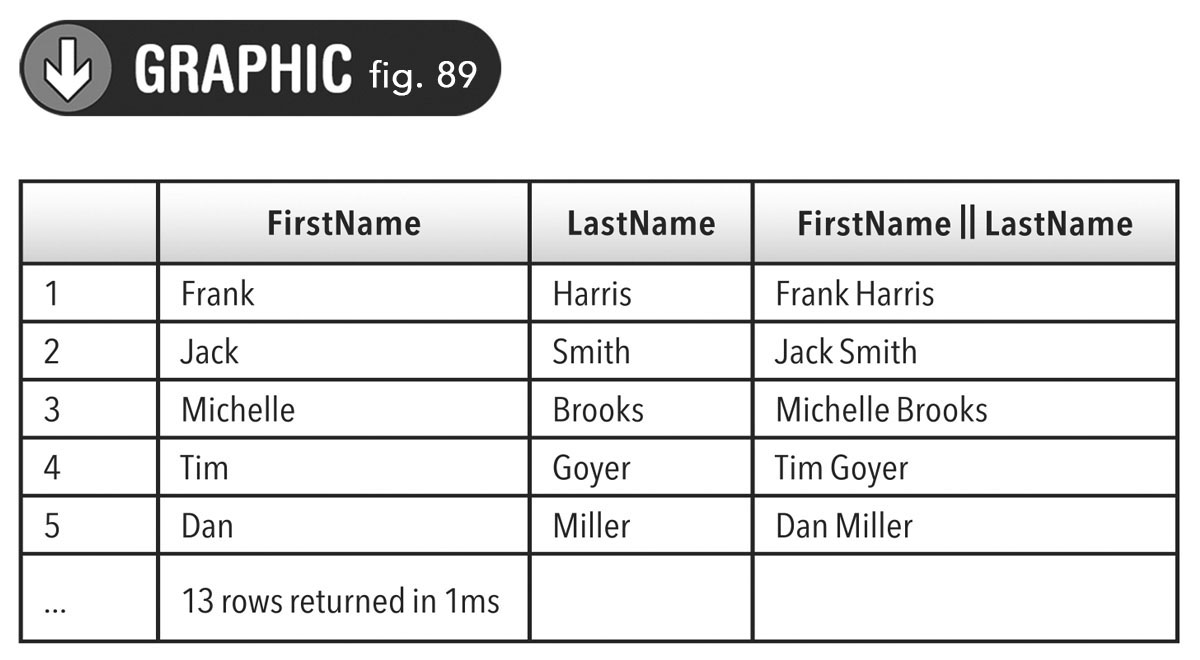 GRAPHIC fig. 89
FirstName LastName FirstName || LastName
1 Frank Harris Frank Harris
2 Jack Smith Jack Smith
3 Michelle Brooks Michelle Brooks
4 Tim Goyer Tim Goyer
5 Dan Miller Dan Miller
... 13 rows returned in 1ms